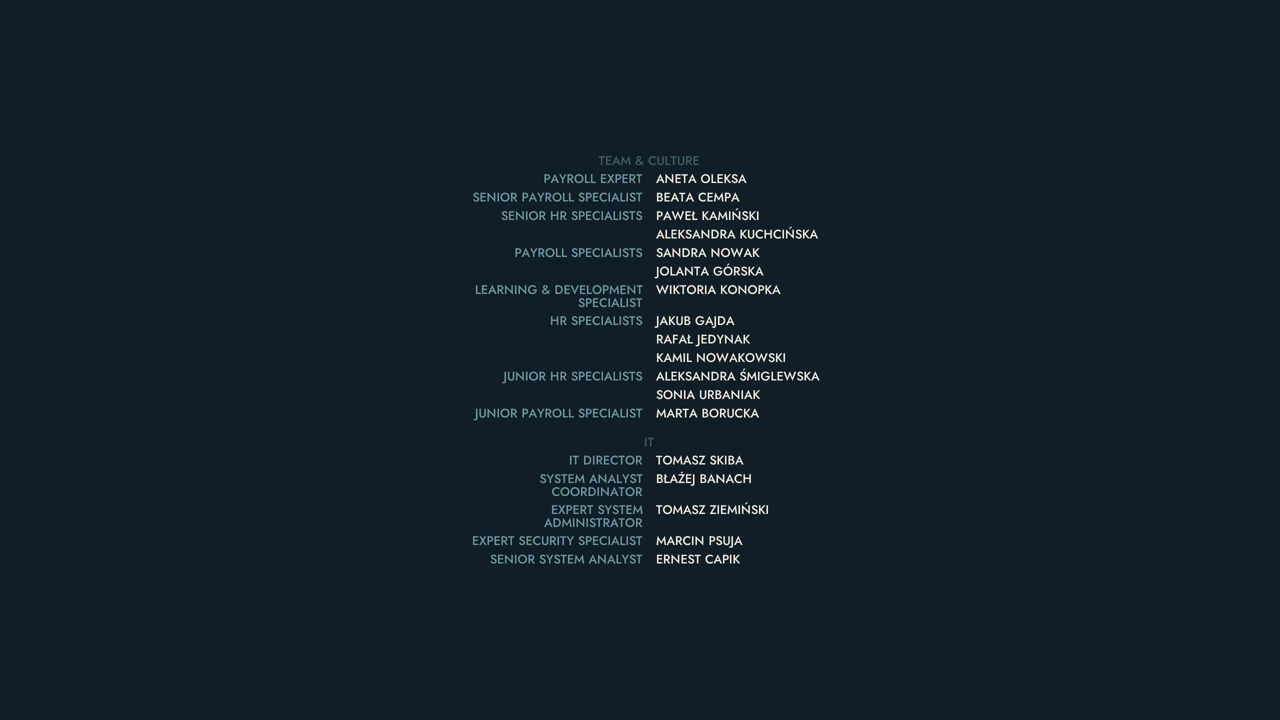 TEAM & CULTURE
PAYROLL EXPERT ANETA OLEKSA
SENIOR PAYROLL SPECIALIST BEATA CEMPA
SENIOR HR SPECIALISTS PAWEŁ KAMIŃSKI
ALEKSANDRA KUCHCIŃSKA
PAYROLL SPECIALISTS SANDRA NOWAK
JOLANTA GÓRSKA
LEARNING & DEVELOPMENT WIKTORIA KONOPKA
SPECIALIST
HR SPECIALISTS JAKUB GAJDA
RAFAŁ JEDYNAK
KAMIL NOWAKOWSKI
JUNIOR HR SPECIALISTS ALEKSANDRA ŚMIGLEWSKA
SONIA URBANIAK
JUNIOR PAYROLL SPECIALIST MARTA BORUCKA
IT
IT DIRECTOR TOMASZ SKIBA
SYSTEM ANALYST BŁAŻEJ BANACH
COORDINATOR
EXPERT SYSTEM TOMASZ ZIEMIŃSKI
ADMINISTRATOR
EXPERT SECURITY SPECIALIST MARCIN PSUJA
SENIOR SYSTEM ANALYST ERNEST CAPIK